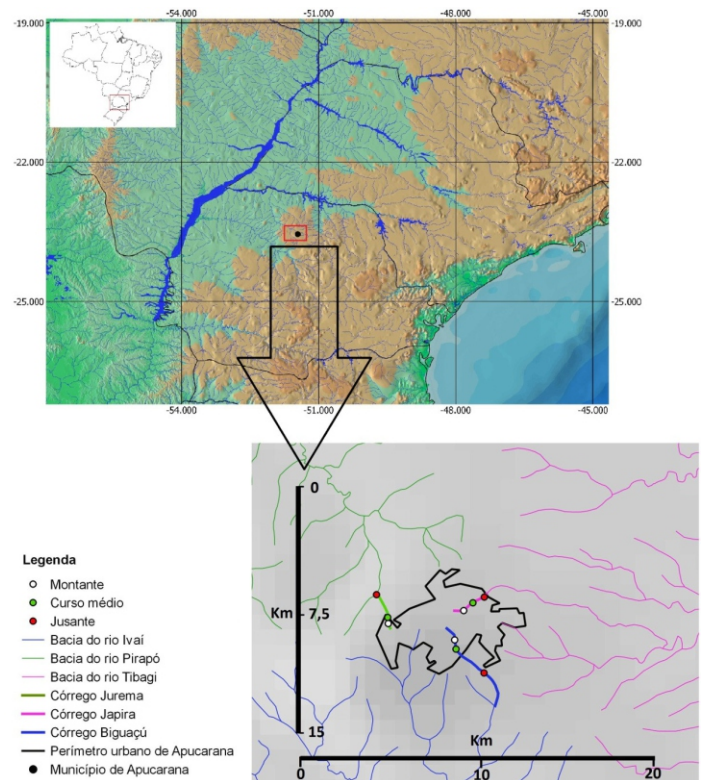 -54.000 -51.000 -48.000 -45.000
-19.000 -19.000
-22.000 -22.000
-25.000 -25.000
-54.000 -51.000 -48.000 -45.000
0
Km 7,5
15
Km
0 10 20
Legenda
Montante
Curso médio
Jusante
Bacia do rio Ivaí
Bacia do rio Pirapó
Bacia do rio Tibagi
Córrego Jurema
Córrego Japira
Córrego Biguaçú
Perímetro urbano de Apucarana
Município de Apucarana